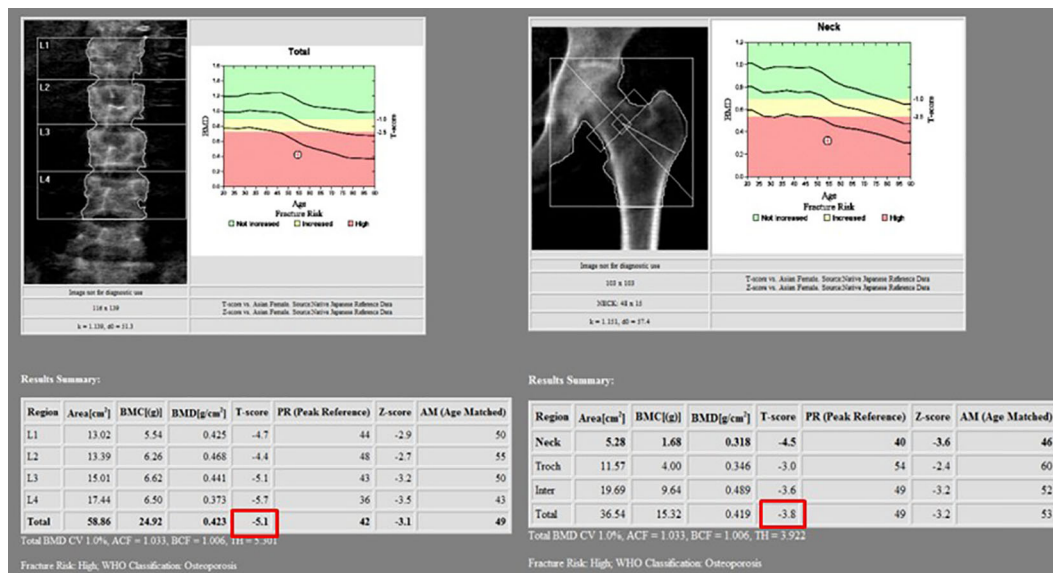 L1
L2
L3
L4
Total
1.6
1.4
1.2
1.0
0.8
0.6
0.4
0.2
0.0
BMD
-1.0
-2.5
T-score
20 25 30 35 40 45 50 55 60 65 70 75 80 85 90
Age
Fracture Risk
Not Increased Increased High
Image not for diagnostic use
116 x 139
T-score vs. Asian Female. Source:Native Japanese Reference Data
Z-score vs. Asian Female. Source:Native Japanese Reference Data
k = 1.139, d0 = 51.3
Results Summary:
Region Area[cm²] BMC[(g)] BMD[g/cm²] T-score PR (Peak Reference) Z-score AM (Age Matched)
L1 13.02 5.54 0.425 -4.7 44 -2.9 50
L2 13.39 6.26 0.468 -4.4 48 -2.7 55
L3 15.01 6.62 0.441 -5.1 43 -3.2 50
L4 17.44 6.50 0.373 -5.7 36 -3.5 43
Total 58.86 24.92 0.423 -5.1 42 -3.1 49
Total BMD CV 1.0%, ACF = 1.033, BCF = 1.006, TH = 5.301
Fracture Risk: High; WHO Classification: Osteoporosis
Neck
1.2
1.0
0.8
0.6
0.4
0.2
0.0
BMD
-1.0
T-score
20 25 30 35 40 45 50 55 60 65 70 75 80 85 90
Age
Fracture Risk
Not Increased Increased High
Image not for diagnostic use
103 x 103
NECK: 48 x 15
T-score vs. Asian Female. Source:Native Japanese Reference Data
Z-score vs. Asian Female. Source:Native Japanese Reference Data
k = 1.151, d0 = 57.4
Results Summary:
Region Area[cm²] BMC[(g)] BMD[g/cm²] T-score PR (Peak Reference) Z-score AM (Age Matched)
Neck 5.28 1.68 0.318 -4.5 40 -3.6 46
Troch 11.57 4.00 0.346 -3.0 54 -2.4 60
Inter 19.69 9.64 0.489 -3.6 49 -3.2 52
Total 36.54 15.32 0.419 -3.8 49 -3.2 53
Total BMD CV 1.0%, ACF = 1.033, BCF = 1.006, TH = 3.922
Fracture Risk: High; WHO Classification: Osteoporosis